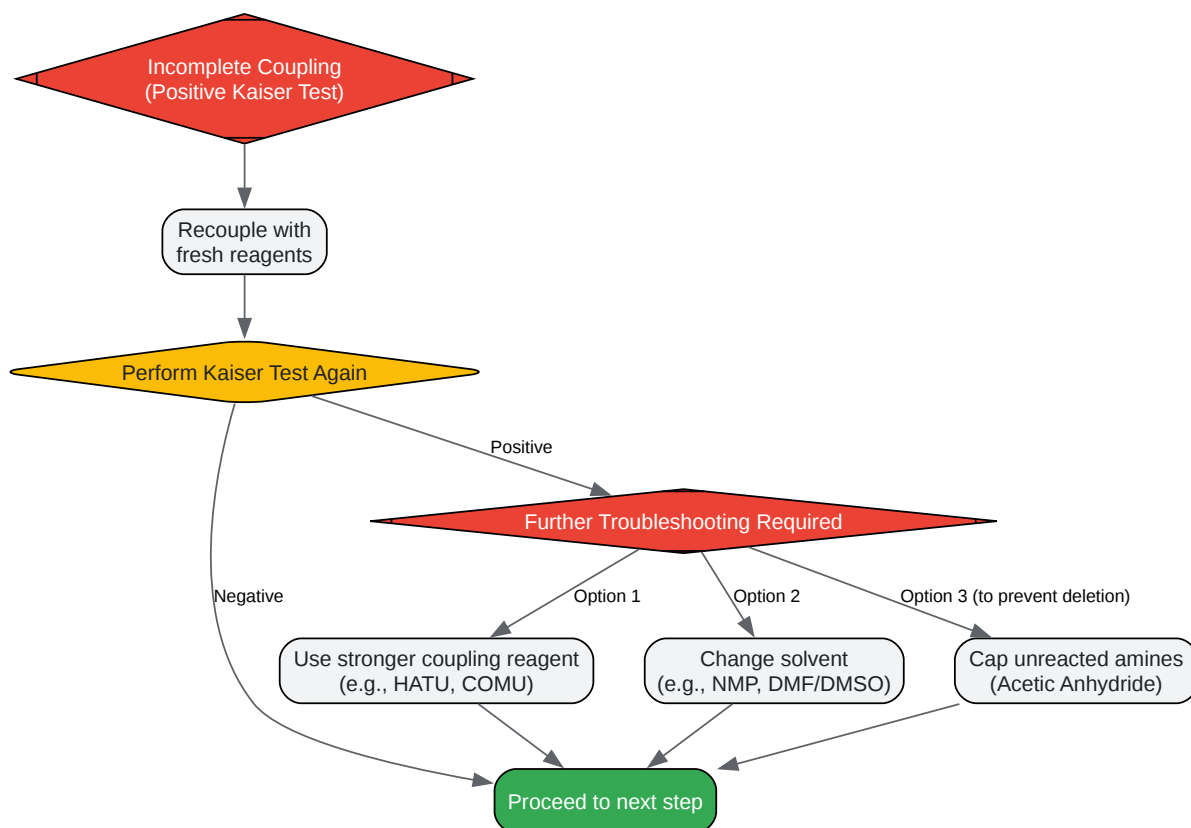 Incomplete Coupling
(Positive Kaiser Test)
Recouple with
fresh reagents
Perform Kaiser Test Again
Positive
Further Troubleshooting Required
Negative
Option 1
Option 2
Option 3 (to prevent deletion)
Use stronger coupling reagent
(e.g., HATU, COMU)
Change solvent
(e.g., NMP, DMF/DMSO)
Cap unreacted amines
(Acetic Anhydride)
Proceed to next step